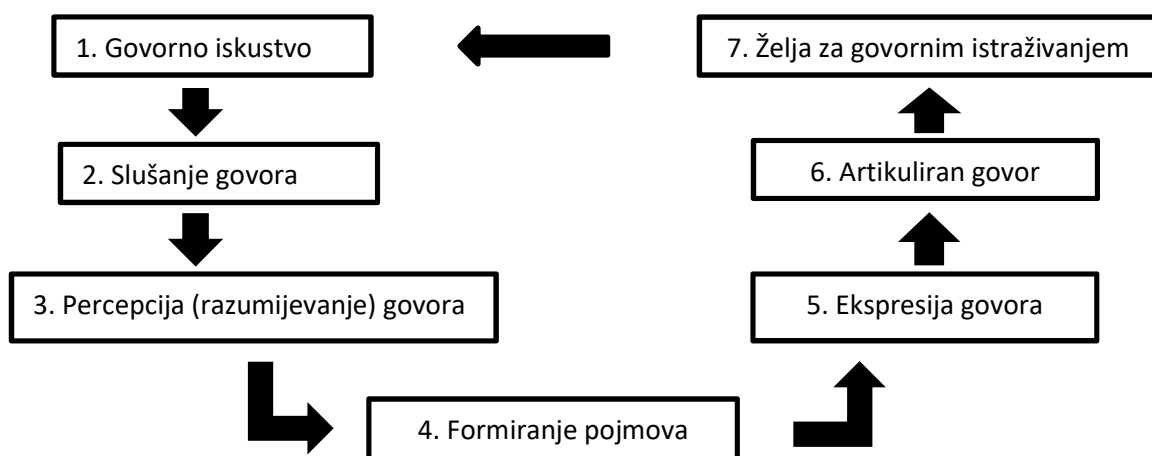 1. Govorno iskustvo
2. Slušanje govora
3. Percepcija (razumijevanje) govora
4. Formiranje pojmova
5. Ekspresija govora
6. Artikuliran govor
7. Želja za govornim istraživanjem